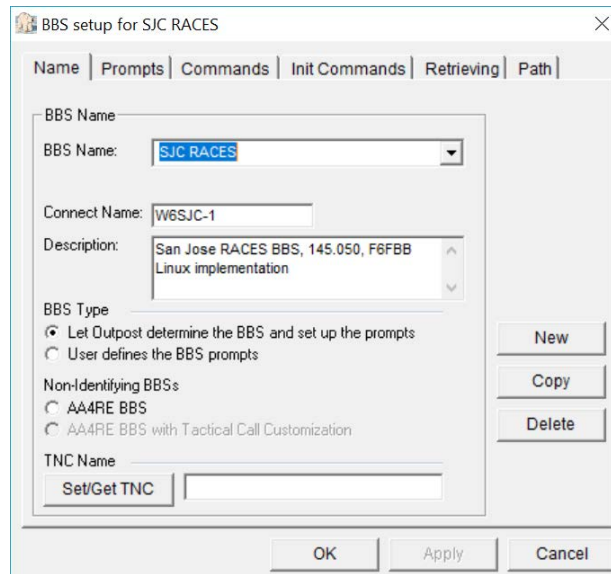 BBS setup for SJC RACES
Name Prompts Commands Init Commands Retrieving Path
BBS Name
BBS Name: SJC RACES
Connect Name: W6SJC-1
Description: San Jose RACES BBS, 145.050, F6FBB
Linux implementation
BBS Type
Let Outpost determine the BBS and set up the prompts
User defines the BBS prompts
New
Non-Identifying BBSs
Copy
AA4RE BBS
AA4RE BBS with Tactical Call Customization
Delete
TNC Name
Set/Get TNC
OK Apply Cancel